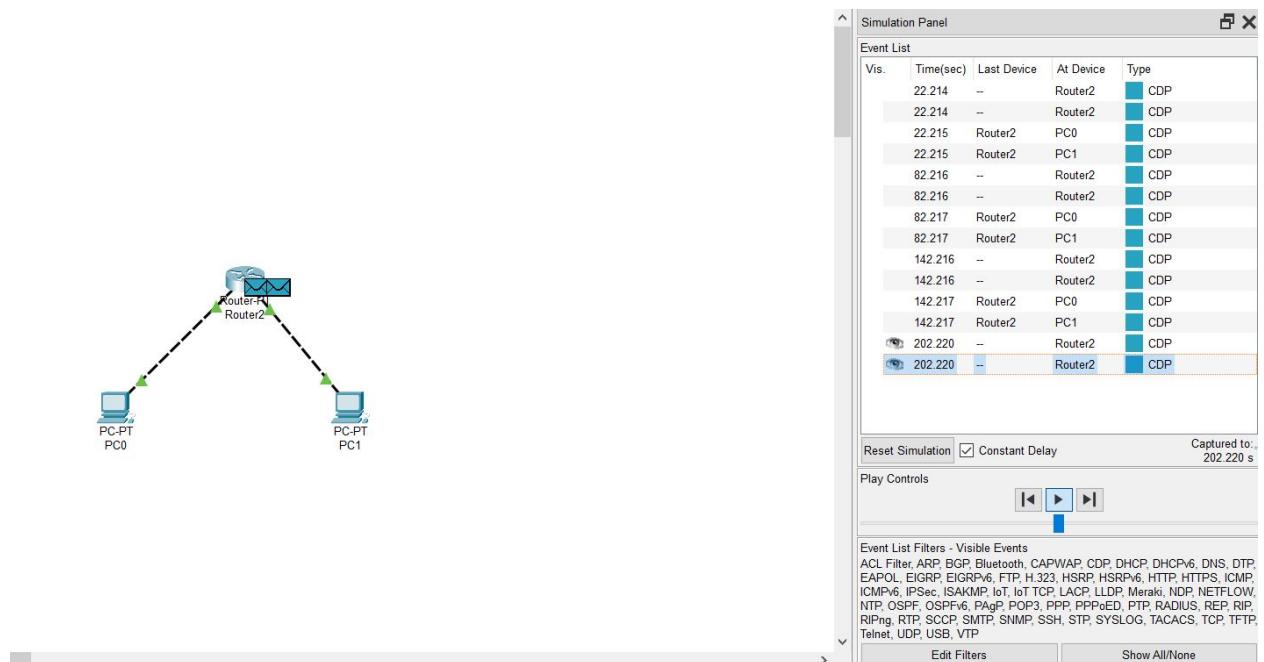 Simulation Panel
Event List
Vis. Time(sec) Last Device At Device Type
22.214 -- Router2 CDP
22.214 -- Router2 CDP
22.215 Router2 PC0 CDP
22.215 Router2 PC1 CDP
82.216 -- Router2 CDP
82.216 -- Router2 CDP
82.217 Router2 PC0 CDP
82.217 Router2 PC1 CDP
142.216 -- Router2 CDP
142.216 -- Router2 CDP
142.217 Router2 PC0 CDP
142.217 Router2 PC1 CDP
202.220 -- Router2 CDP
202.220 -- Router2 CDP
Router2
PC-PT
PC0
PC-PT
PC1
Reset Simulation Constant Delay
Captured to:
202.220 s
Play Controls
Event List Filters - Visible Events
ACL Filter, ARP, BGP, Bluetooth, CAPWAP, CDP, DHCP, DHCPv6, DNS, DTP,
EAPOL, EIGRP, EIGRPv6, FTP, H.323, HSRP, HSRPv6, HTTP, HTTPS, ICMP,
ICMPv6, IPSec, ISAKMP, IoT, IoT TCP, LACP, LLDP, Meraki, NDP, NETFLOW,
NTP, OSPF, OSPFv6, PAgP, POP3, PPP, PPPoED, PTP, RADIUS, REP, RIP,
RIPng, RTP, SCCP, SMTP, SNMP, SSH, STP, SYSLOG, TACACS, TCP, TFTP,
Telnet, UDP, USB, VTP
Edit Filters Show All/None